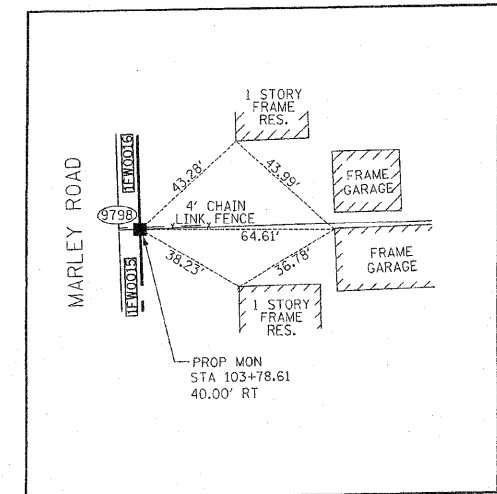 1 STORY
FRAME
RES.
MARLEY ROAD
1FW0016
43.28'
43.99'
FRAME
GARAGE
9798
4' CHAIN
LINK FENCE
64.61'
38.23'
36.78'
FRAME
GARAGE
1FW0015
1 STORY
FRAME
RES.
PROP MON
STA 103+78.61
40.00' RT